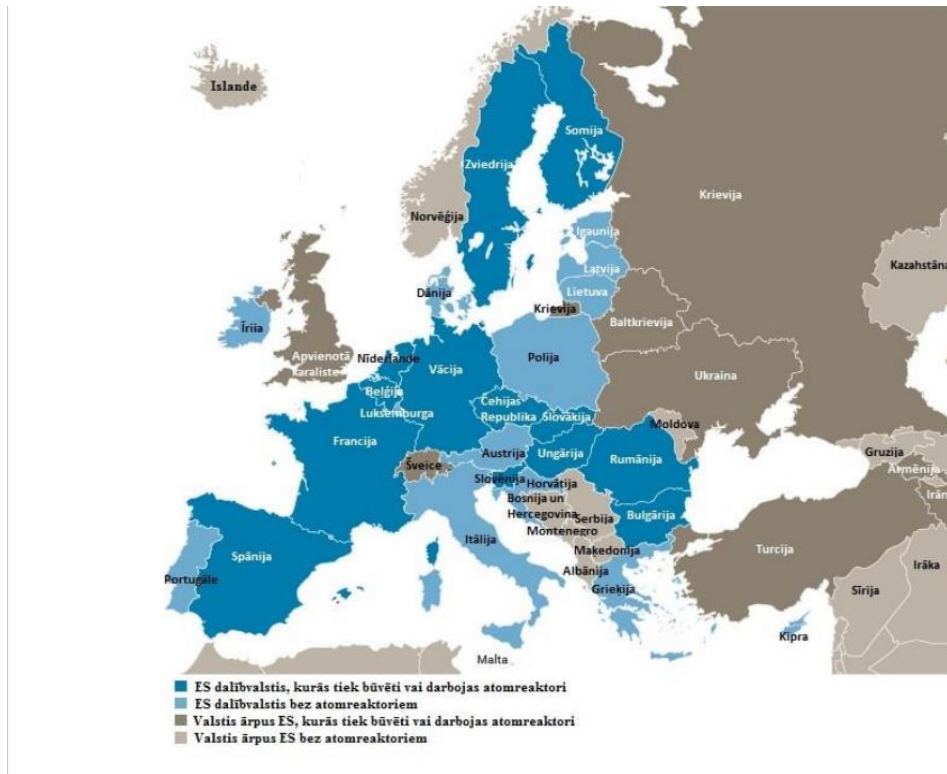 Islande
Somija
Zviedrija
Krievija
Norvēģija
Igaunija
Kazahstāna
Latvija
Dānija
Lietuva
Krievija
Īrija
Baltkrievija
Apvienotā
karaliste
Nīderlande
Polija
Vācija
Ukraina
Beļģija
Čehijas
Republika
Slovākija
Luksemburga
Moldova
Francija
Austrija
Ungārija
Rumānija
Gruzija
Šveice
Armēnija
Slovēnija
Horvātija
Irān
Bosnija un
Hercegovina
Serbija
Bulgārija
Montenegro
Itālija
Spānija
Makedomija
Turcija
Irāka
Albānija
Portugāle
Grieķija
Sīrija
Kipra
Malta
ES dalībvalstis, kurās tiek būvēti vai darbojas atomreaktori
ES dalībvalstis bez atomreaktoriem
Valstis ārpus ES, kurās tiek būvēti vai darbojas atomreaktori
Valstis ārpus ES bez atomreaktoriem